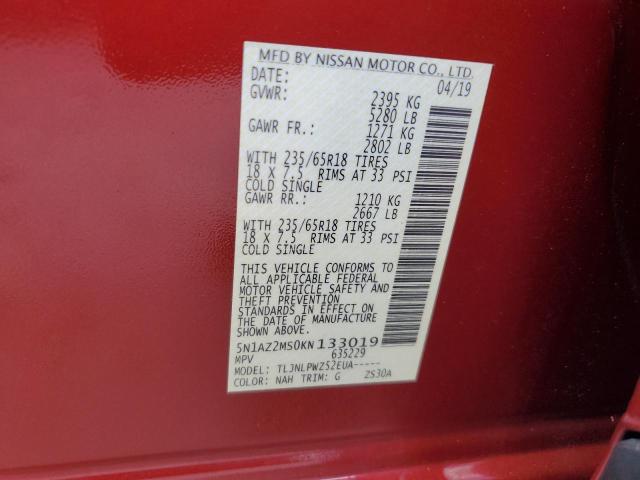 MFD BY NISSAN MOTOR CO., LTD.
DATE: 04/19
GVWR: 2395 KG
5280 LB
GAWR FR.: 1271 KG
2802 LB
WITH 235/65R18 TIRES
18 X 7.5 RIMS AT 33 PSI
COLD SINGLE
GAWR RR.: 1210 KG
2667 LB
WITH 235/65R18 TIRES
18 X 7.5 RIMS AT 33 PSI
COLD SINGLE
THIS VEHICLE CONFORMS TO
ALL APPLICABLE FEDERAL
MOTOR VEHICLE SAFETY AND
THEFT PREVENTION
STANDARDS IN EFFECT ON
THE DATE OF MANUFACTURE
SHOWN ABOVE.
5N1AZ2MS0KN133019
MPV 635229
MODEL: TLJNLPWZ52EUA-----
COLOR: NAH TRIM: G ZS30A